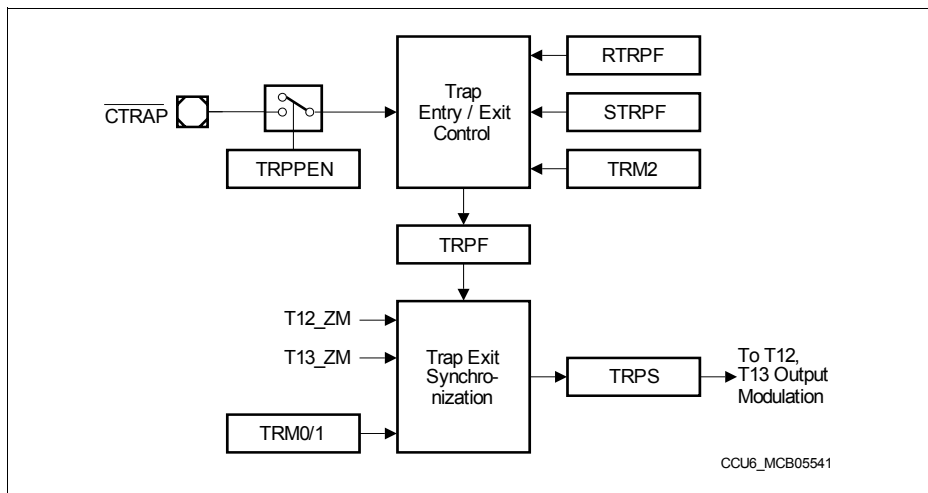 RTRPF
Trap
Entry / Exit
Control
CTRAP
STRPF
TRPPEN
TRM2
TRPF
T12_ZM
T13_ZM
Trap Exit
Synchro-
nization
TRPS
To T12,
T13 Output
Modulation
TRM0/1
CCU6_MCB05541